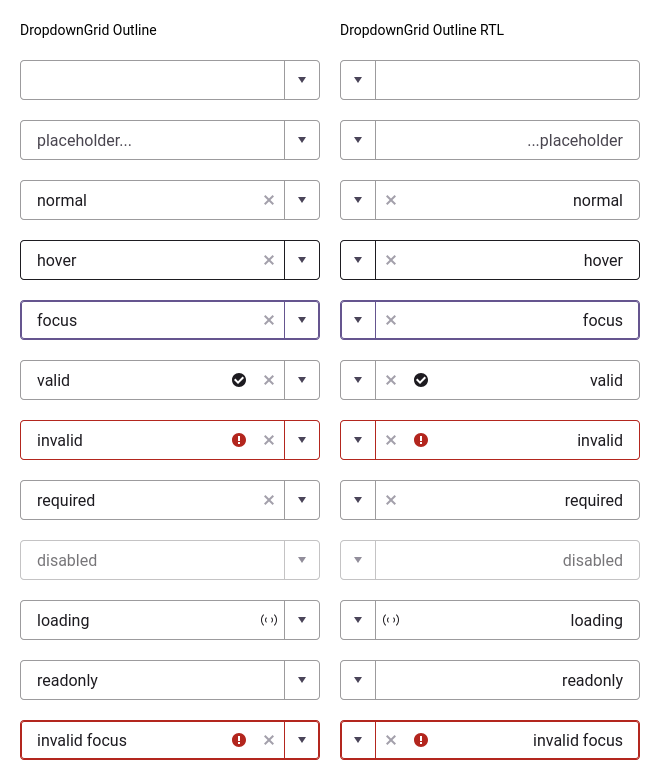 DropdownGrid Outline
DropdownGrid Outline RTL
placeholder...
...placeholder
normal
normal
hover
hover
focus
focus
valid
valid
invalid
invalid
required
required
disabled
disabled
loading
loading
readonly
readonly
invalid focus
invalid focus